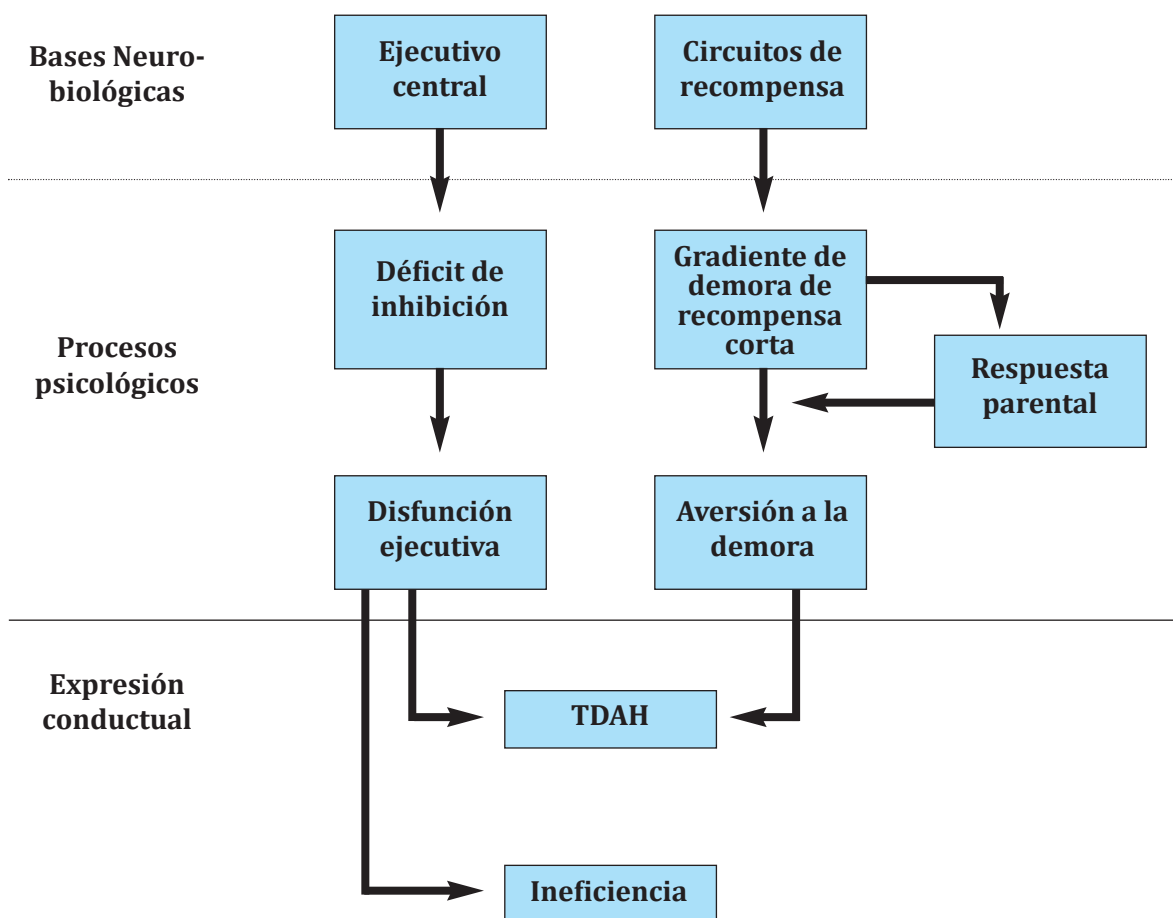 Bases Neuro-
biológicas
Ejecutivo
central
Circuitos de
recompensa
Procesos
psicológicos
Déficit de
inhibición
Gradiente de
demora de
recompensa
corta
Respuesta
parental
Disfunción
ejecutiva
Aversión a la
demora
Expresión
conductual
TDAH
Ineficiencia